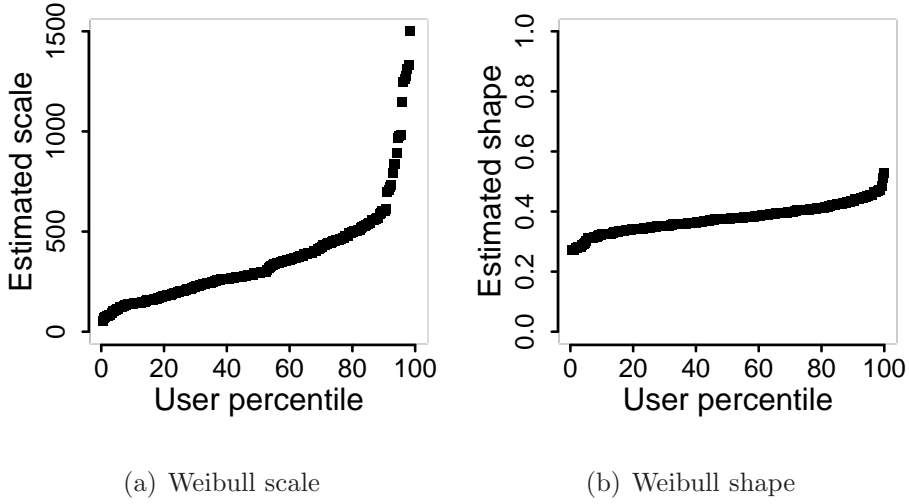 Estimated scale
0 500 1000 1500
0 20 40 60 80 100
User percentile
(a) Weibull scale
Estimated shape
0.0 0.2 0.4 0.6 0.8 1.0
0 20 40 60 80 100
User percentile
(b) Weibull shape